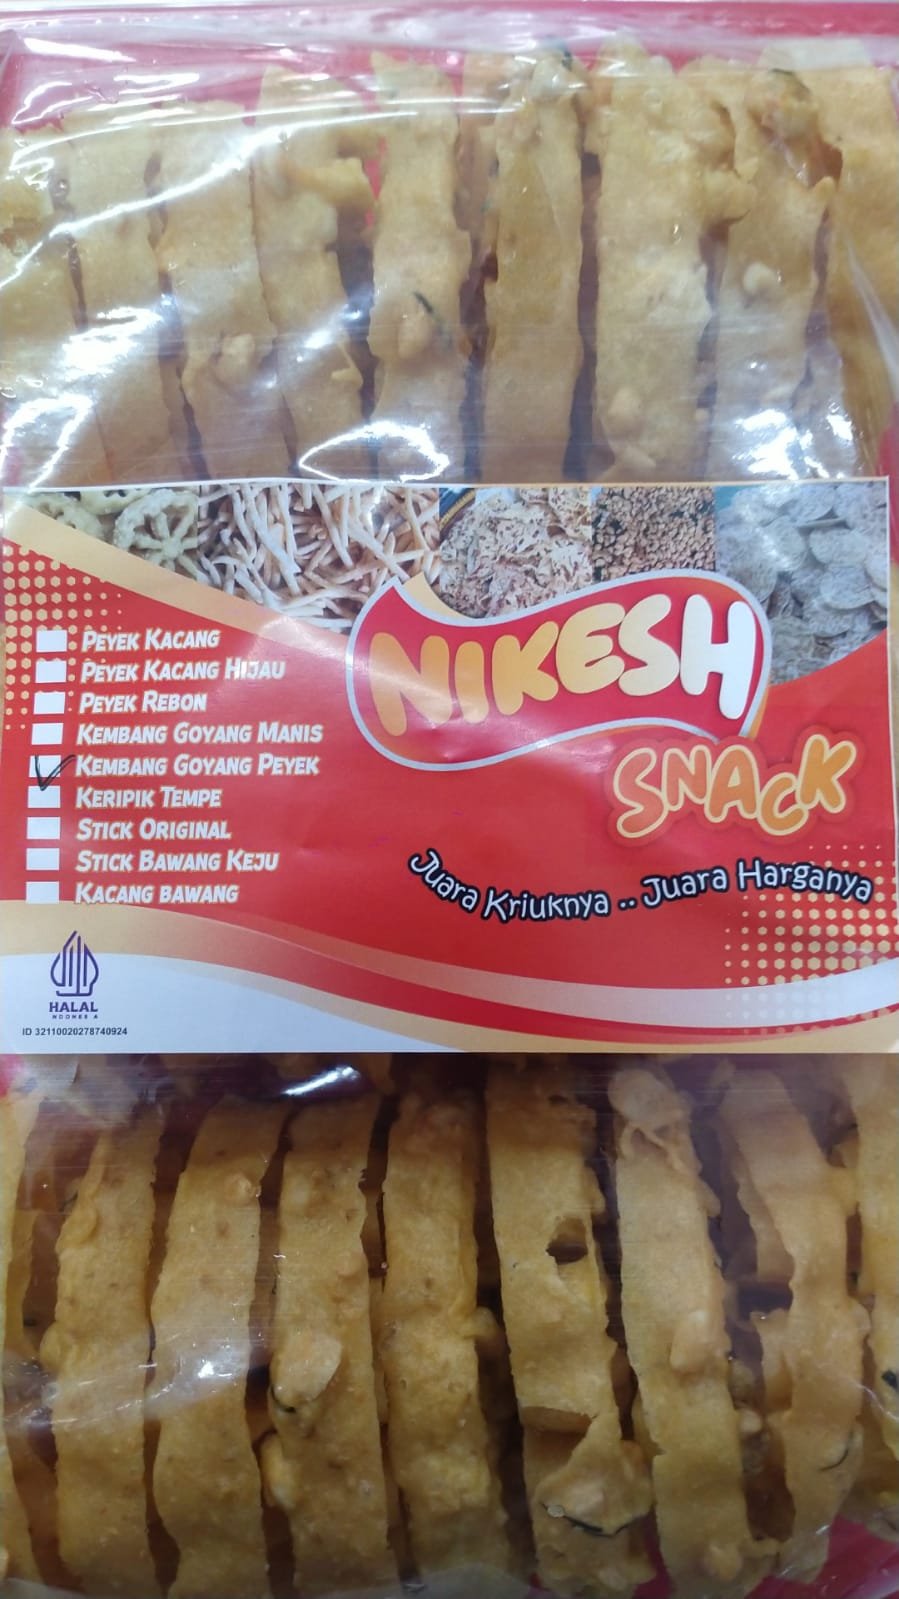 PEYEK KACANG
PEYEK KACANG HIJAU
PEYEK REBON
KEMBANG GOYANG MANIS
KEMBANG GOYANG PEYEK
KERIPIK TEMPE
STICK ORIGINAL
STICK BAWANG KEJU
KACANG BAWANG
NIKESH
SNACK
Juara Kriuknya .. Juara Harganya
HALAL
INDONESIA
ID 32110020278740924